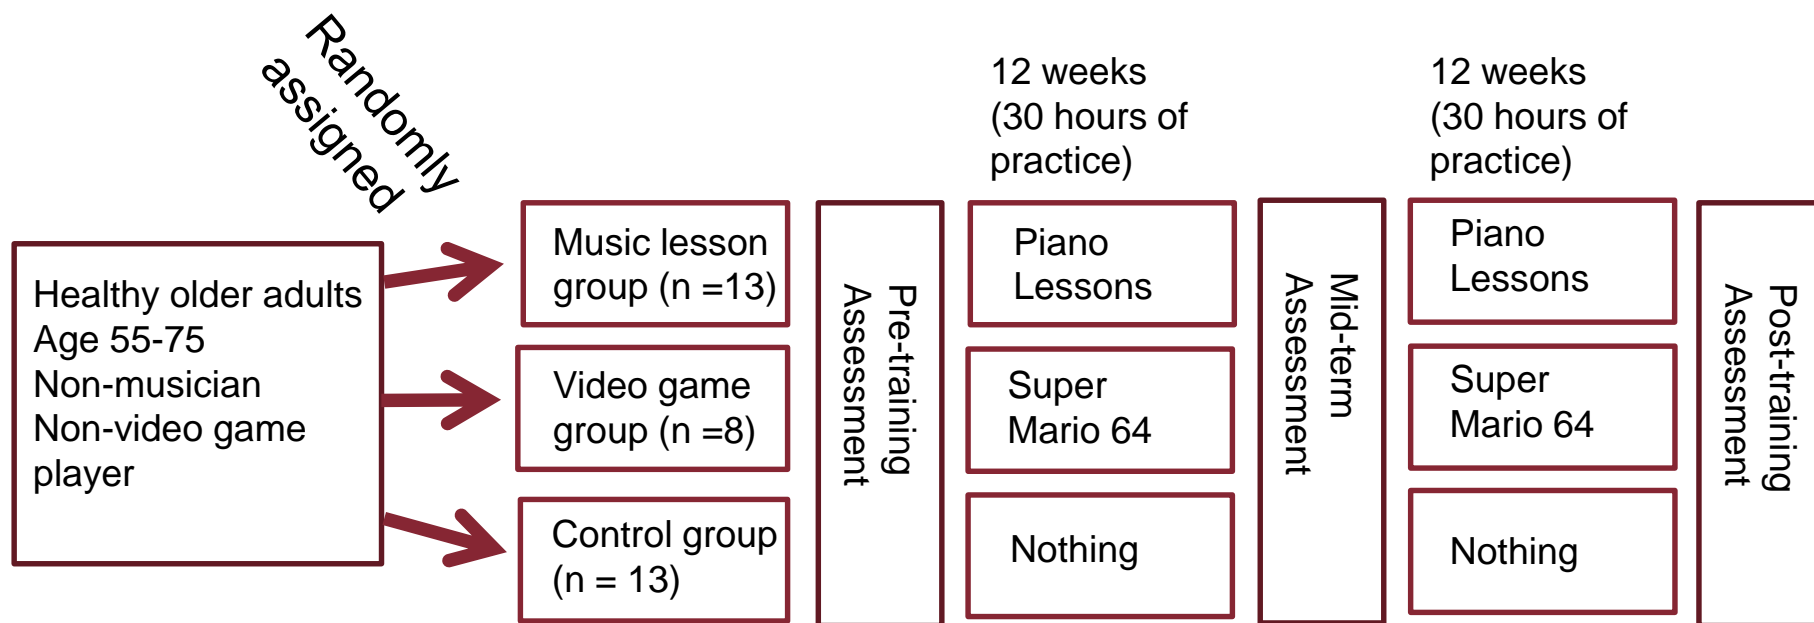 Randomly
assigned
Healthy older adults
Age 55-75
Non-musician
Non-video game
player
Music lesson
group (n =13)
Video game
group (n =8)
Control group
(n = 13)
Pre-training
Assessment
12 weeks
(30 hours of
practice)
Piano
Lessons
Super
Mario 64
Nothing
Mid-term
Assessment
12 weeks
(30 hours of
practice)
Piano
Lessons
Super
Mario 64
Nothing
Post-training
Assessment